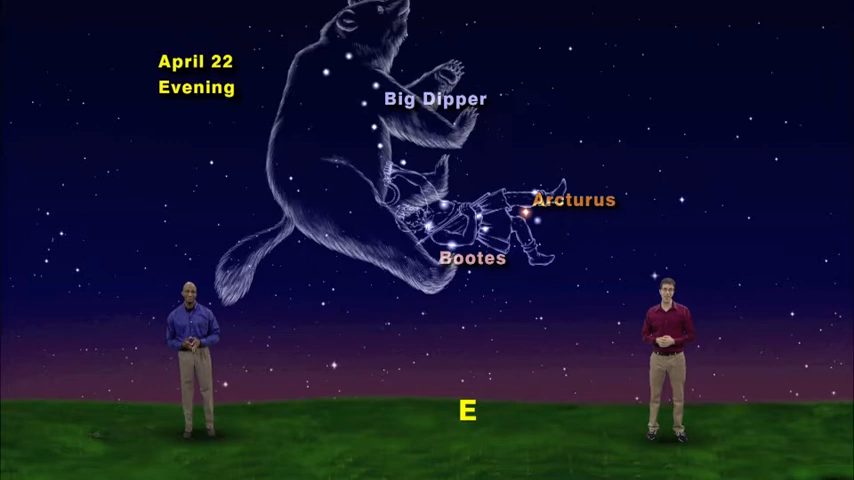 April 22
Evening
Big Dipper
Arcturus
Bootes
E